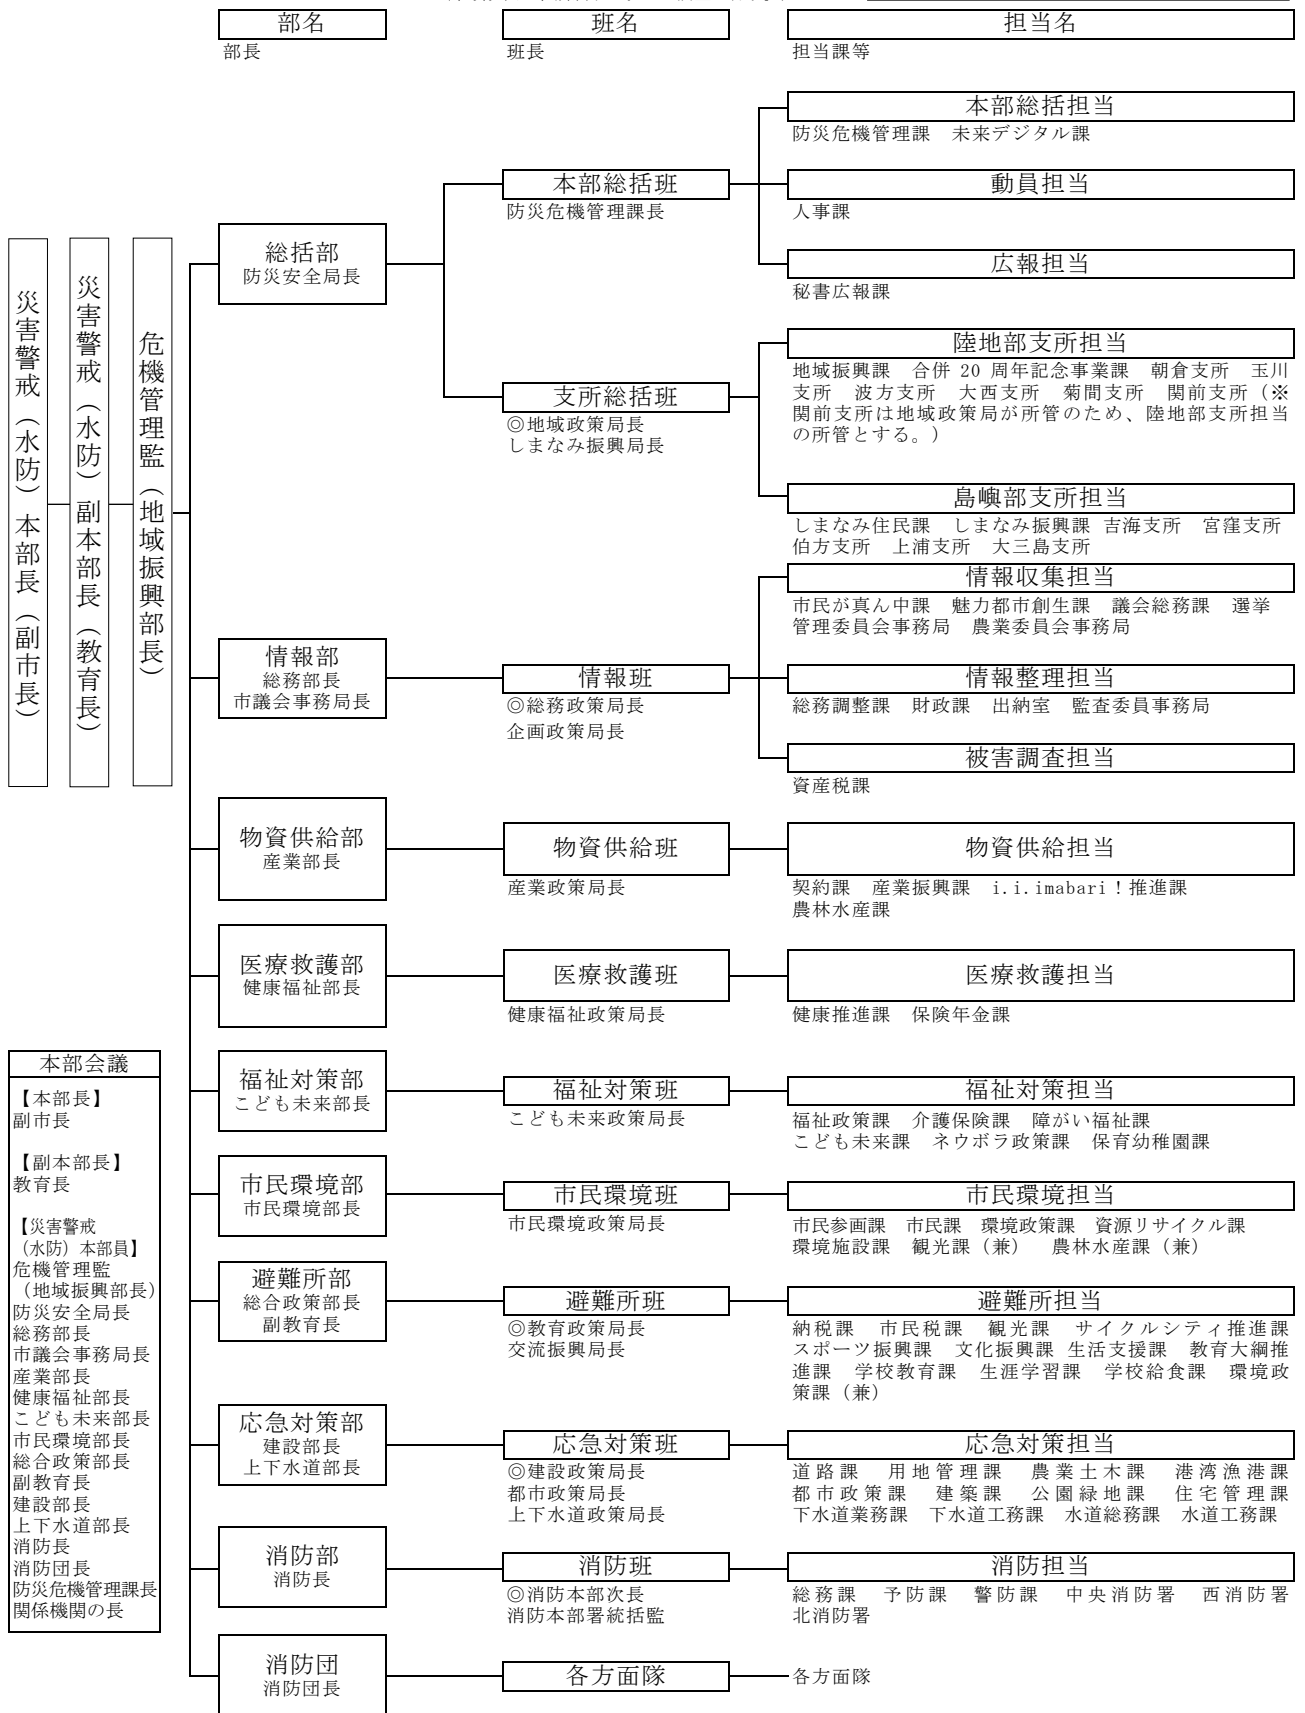 部名
部長
班名
班長
担当名
担当課等
災害警戒（水防）本部長（副市長）
災害警戒（水防）副本部長（教育長）
危機管理監（地域振興部長）
総括部
防災安全局長
本部総括班
防災危機管理課長
本部総括担当
防災危機管理課　未来デジタル課
動員担当
人事課
広報担当
秘書広報課
支所総括班
◎地域政策局長
しまなみ振興局長
陸地部支所担当
地域振興課　合併 20 周年記念事業課　朝倉支所　玉川
支所　波方支所　大西支所　菊間支所　関前支所（※
関前支所は地域政策局が所管のため、陸地部支所担当
の所管とする。）
島嶼部支所担当
しまなみ住民課　しまなみ振興課 吉海支所　宮窪支所
伯方支所　上浦支所　大三島支所
情報部
総務部長
市議会事務局長
情報班
◎総務政策局長
企画政策局長
情報収集担当
市民が真ん中課　魅力都市創生課　議会総務課　選挙
管理委員会事務局　農業委員会事務局
情報整理担当
総務調整課　財政課　出納室　監査委員事務局
被害調査担当
資産税課
物資供給部
産業部長
物資供給班
産業政策局長
物資供給担当
契約課　産業振興課　i.i.imabari！推進課
農林水産課
医療救護部
健康福祉部長
医療救護班
健康福祉政策局長
医療救護担当
健康推進課　保険年金課
福祉対策部
こども未来部長
福祉対策班
こども未来政策局長
福祉対策担当
福祉政策課　介護保険課　障がい福祉課
こども未来課　ネウボラ政策課　保育幼稚園課
市民環境部
市民環境部長
市民環境班
市民環境政策局長
市民環境担当
市民参画課　市民課　環境政策課　資源リサイクル課
環境施設課　観光課（兼）　農林水産課（兼）
避難所部
総合政策部長
副教育長
避難所班
◎教育政策局長
交流振興局長
避難所担当
納税課　市民税課　観光課　サイクルシティ推進課
スポーツ振興課　文化振興課 生活支援課　教育大綱推
進課　学校教育課　生涯学習課　学校給食課　環境政
策課（兼）
応急対策部
建設部長
上下水道部長
応急対策班
◎建設政策局長
都市政策局長
上下水道政策局長
応急対策担当
道路課　用地管理課　農業土木課　港湾漁港課
都市政策課　建築課　公園緑地課　住宅管理課
下水道業務課　下水道工務課　水道総務課　水道工務課
消防部
消防長
消防班
◎消防本部次長
消防本部署統括監
消防担当
総務課　予防課　警防課　中央消防署　西消防署
北消防署
消防団
消防団長
各方面隊
各方面隊
本部会議
【本部長】
副市長
【副本部長】
教育長
【災害警戒
（水防）本部員】
危機管理監
（地域振興部長）
防災安全局長
総務部長
市議会事務局長
産業部長
健康福祉部長
こども未来部長
市民環境部長
総合政策部長
副教育長
建設部長
上下水道部長
消防長
消防団長
防災危機管理課長
関係機関の長